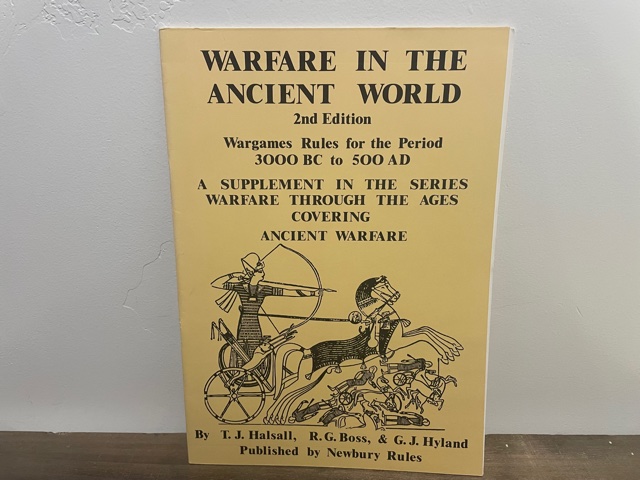 WARFARE IN THE
ANCIENT WORLD
2nd Edition
Wargames Rules for the Period
3000 BC to 500 AD
A SUPPLEMENT IN THE SERIES
WARFARE THROUGH THE AGES
COVERING
ANCIENT WARFARE
By T. J. Halsall, R. G. Boss, & G. J. Hyland
Published by Newbury Rules